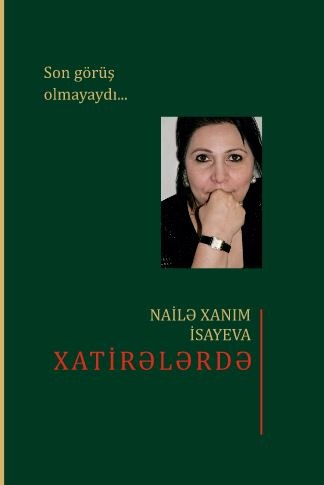 Son görüş
olmayaydı...
NAİLƏ XANIM
İSAYEVA
XATİRƏLƏRDƏ